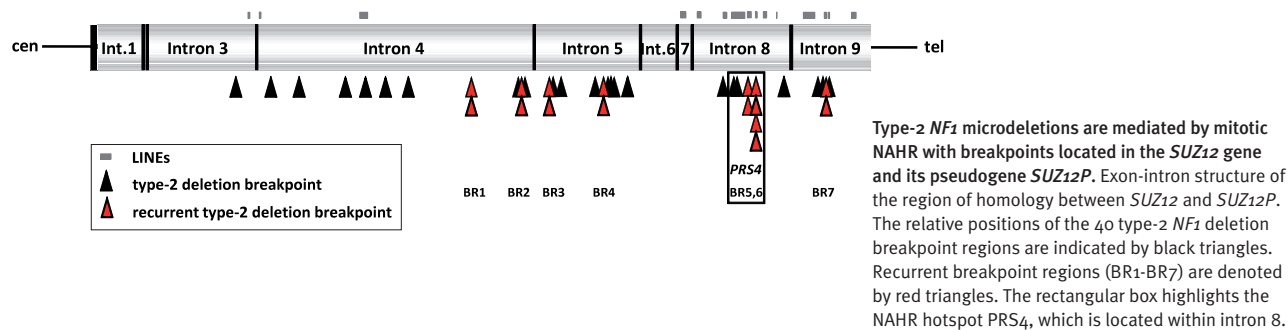 cen
Int.1
Intron 3
Intron 4
Intron 5
Int.6
7
Intron 8
Intron 9
tel
LINEs
type-2 deletion breakpoint
recurrent type-2 deletion breakpoint
BR1
BR2
BR3
BR4
PRS4
BR5,6
BR7
Type-2 NF1 microdeletions are mediated by mitotic
NAHR with breakpoints located in the SUZ12 gene
and its pseudogene SUZ12P. Exon-intron structure of
the region of homology between SUZ12 and SUZ12P.
The relative positions of the 40 type-2 NF1 deletion
breakpoint regions are indicated by black triangles.
Recurrent breakpoint regions (BR1-BR7) are denoted
by red triangles. The rectangular box highlights the
NAHR hotspot PRS4, which is located within intron 8.